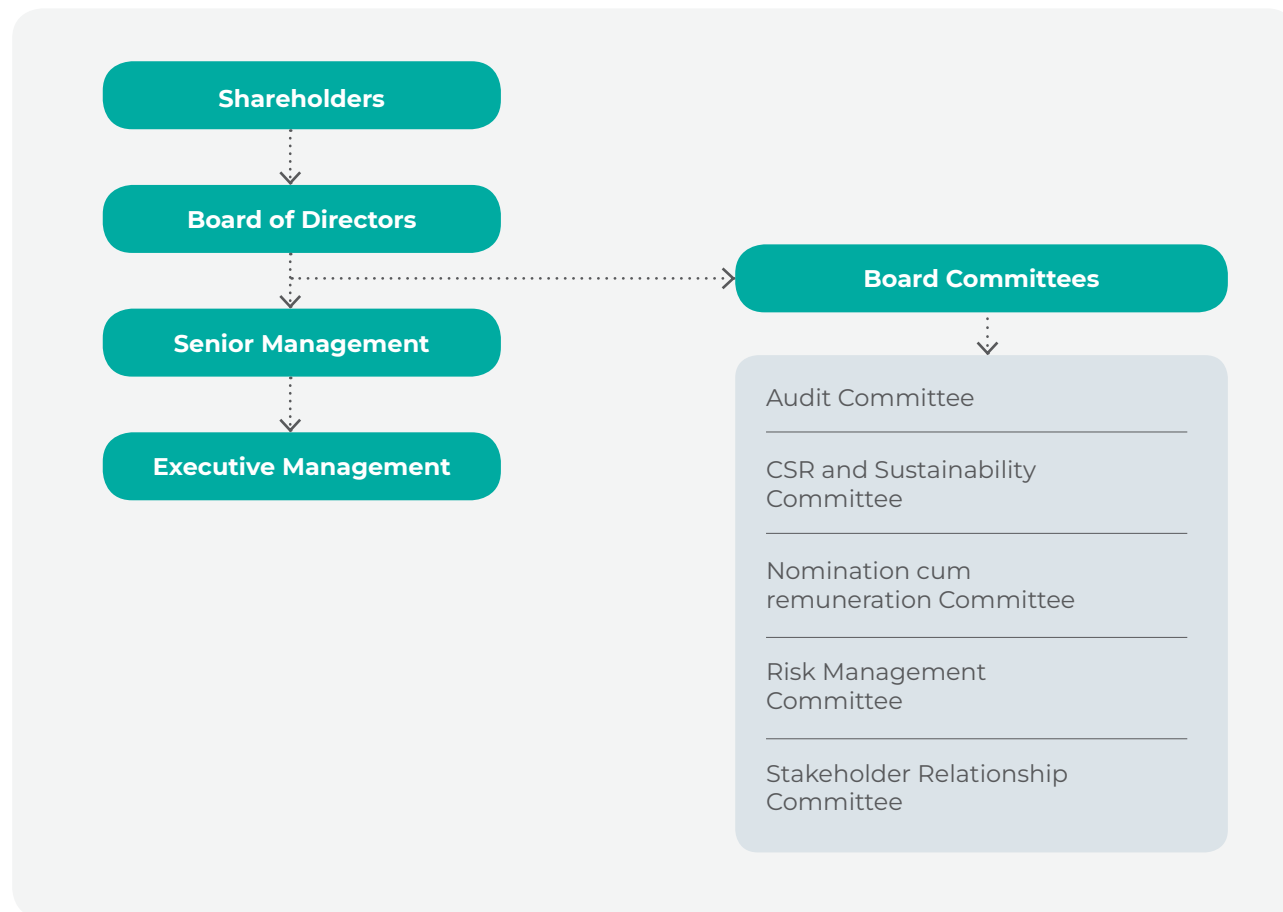 Shareholders
Board of Directors
Senior Management
Executive Management
Board Committees
Audit Committee
CSR and Sustainability
Committee
Nomination cum
remuneration Committee
Risk Management
Committee
Stakeholder Relationship
Committee